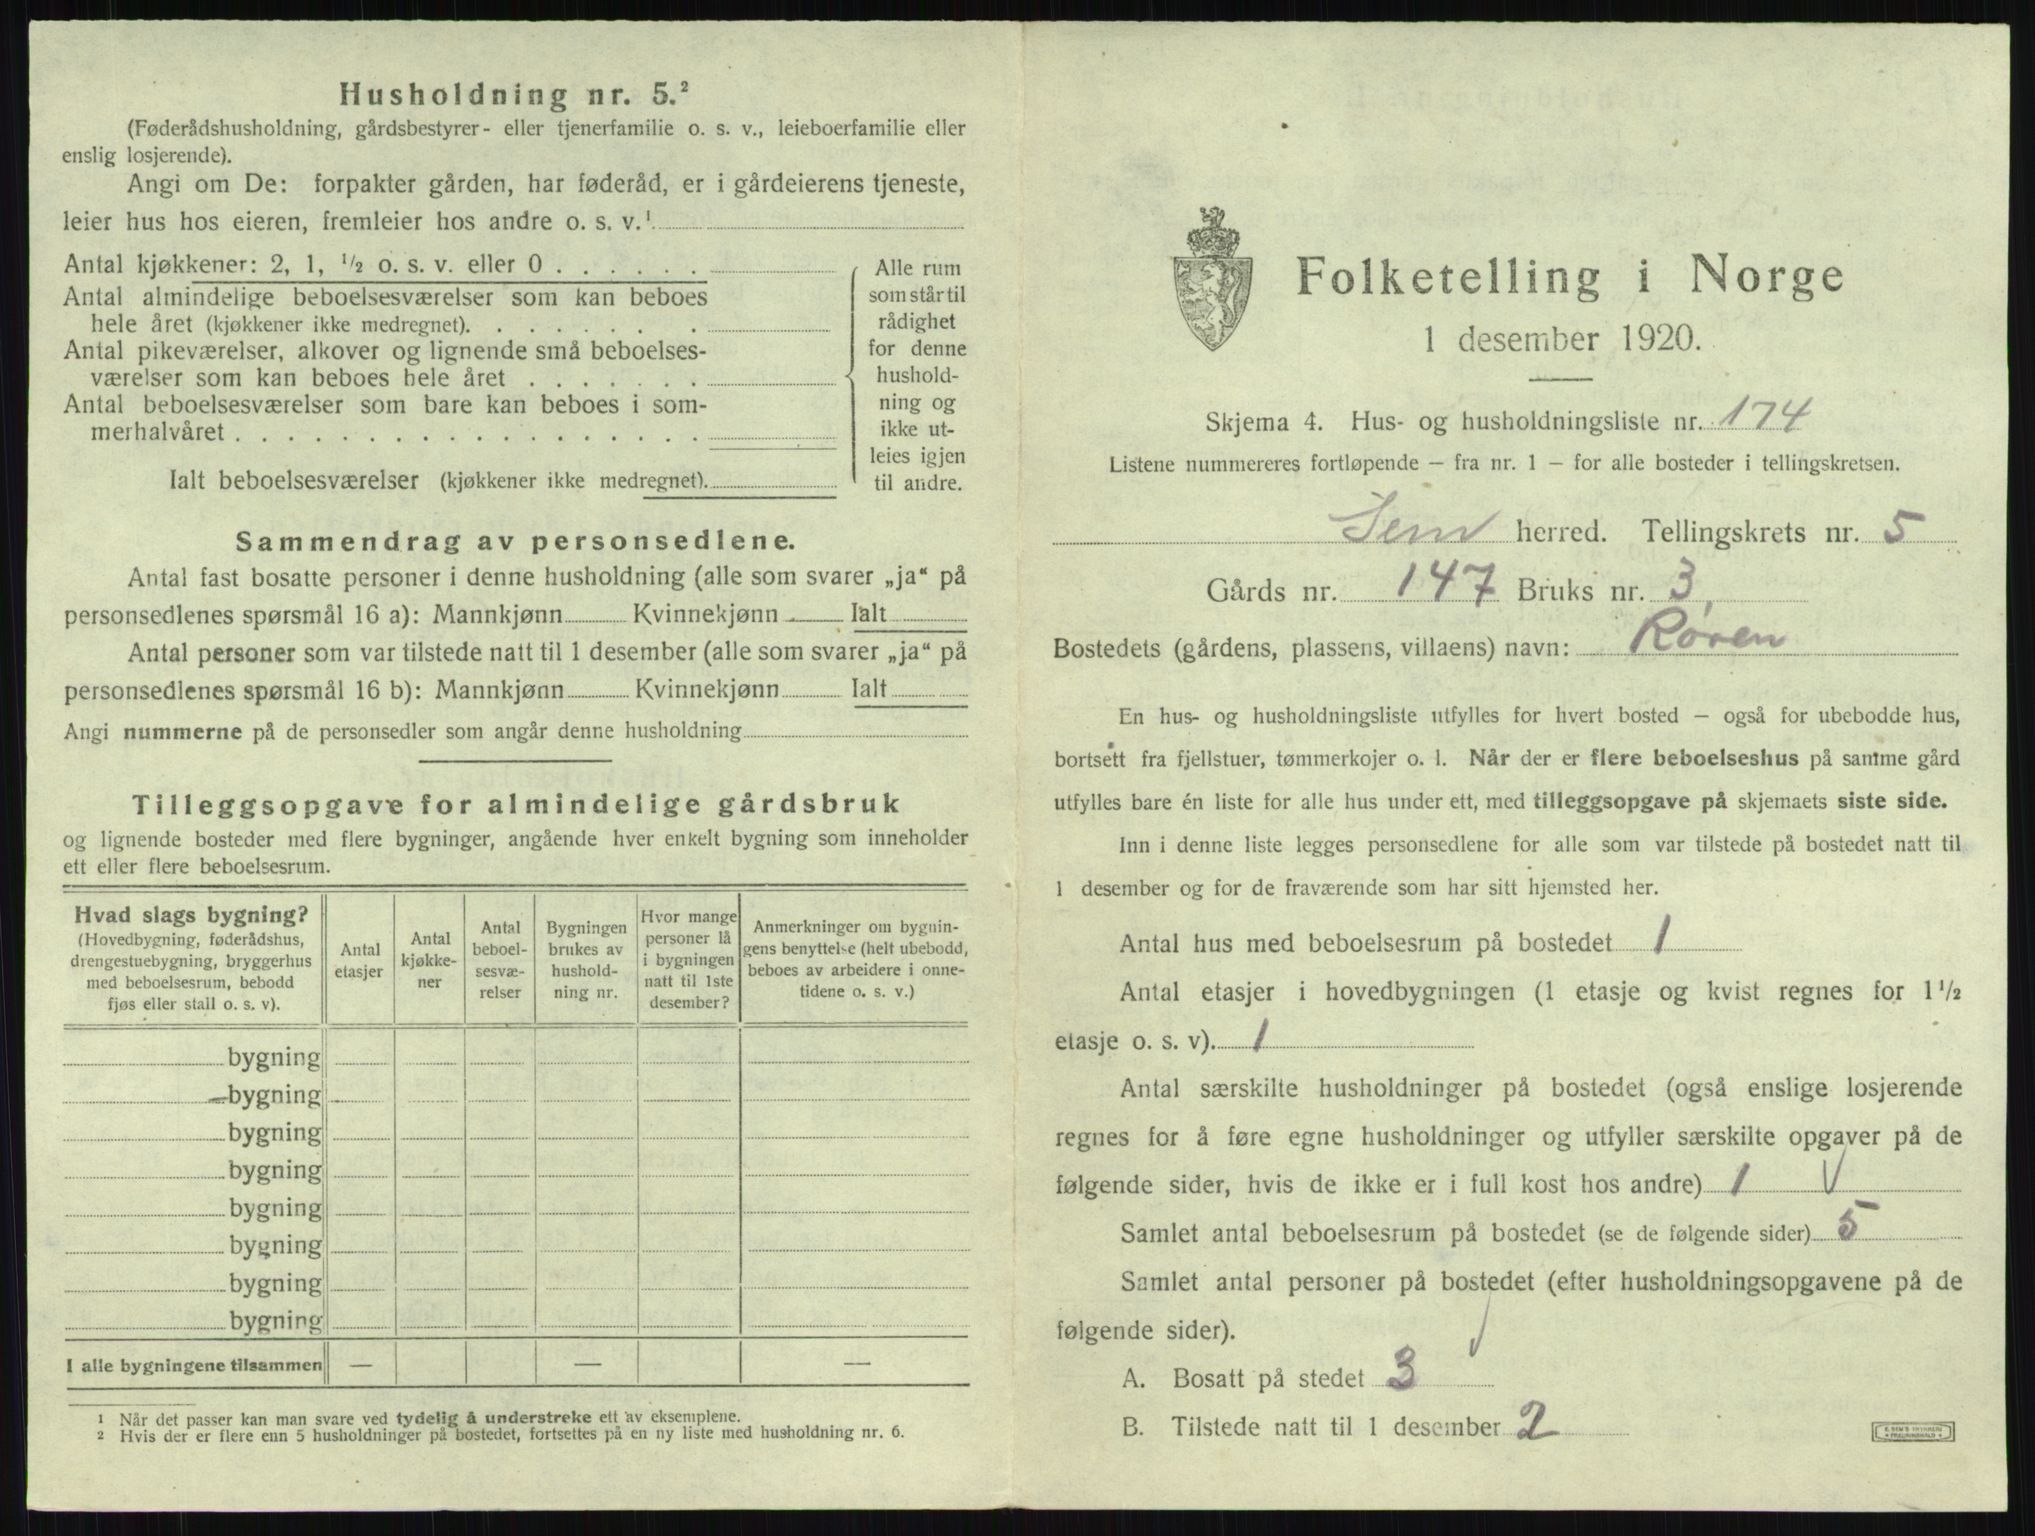 Husholdning nr. 5.²
(Føderådshusholdning, gårdsbestyrer- eller tjenerfamilie o. s. v., leieboerfamilie eller
enslig losjerende).
Angi om De: forpakter gården, har føderåd, er i gårdeierens tjeneste,
leier hus hos eieren, fremleier hos andre o. s. v.¹
Antal kjøkkener: 2, 1, ½ o. s. v. eller 0 . . . . . .
Antal almindelige beboelsesværelser som kan beboes
hele året (kjøkkener ikke medregnet). . . . . . . .
Antal pikeværelser, alkover og lignende små beboelses-
værelser som kan beboes hele året . . . . . . .
Antal beboelsesværelser som bare kan beboes i som-
merhalvåret . . . . . . . . . . . . . . . . . .
Ialt beboelsesværelser (kjøkkener ikke medregnet).
Alle rum
som står til
rådighet
for denne
hushold-
ning og
ikke ut-
leies igjen
til andre.
Sammendrag av personsedlene.
Antal fast bosatte personer i denne husholdning (alle som svarer „ja“ på
personsedlenes spørsmål 16 a): Mannkjønn Kvinnekjønn Ialt
Antal personer som var tilstede natt til 1 desember (alle som svarer „ja“ på
personsedlenes spørsmål 16 b): Mannkjønn Kvinnekjønn Ialt
Angi nummerne på de personsedler som angår denne husholdning
Tilleggsopgave for almindelige gårdsbruk
og lignende bosteder med flere bygninger, angående hver enkelt bygning som inneholder
ett eller flere beboelsesrum.
Hvad slags bygning?
(Hovedbygning, føderådshus,
drengestuebygning, bryggerhus
med beboelsesrum, bebodd
fjøs eller stall o. s. v).
Antal
etasjer
Antal
kjøkke-
ner
Antal
beboel-
sesvæ-
relser
Bygningen
brukes av
hushold-
ning nr.
Hvor mange
personer lå
i bygningen
natt til 1ste
desember?
Anmerkninger om bygnin-
gens benyttelse (helt ubebodd,
beboes av arbeidere i onne-
tidene o. s. v.)
bygning
bygning
bygning
bygning
bygning
bygning
bygning
bygning
I alle bygningene tilsammen — — —
1 Når det passer kan man svare ved tydelig å understreke ett av eksemplene.
2 Hvis der er flere enn 5 husholdninger på bostedet, fortsettes på en ny liste med husholdning nr. 6.
Folketelling i Norge
1 desember 1920.
Skjema 4. Hus- og husholdningsliste nr. 174
Listene nummereres fortløpende – fra nr. 1 – for alle bosteder i tellingskretsen.
Sem herred. Tellingskrets nr. 5
Gårds nr. 147 Bruks nr. 3,
Bostedets (gårdens, plassens, villaens) navn: Røren
En hus- og husholdningsliste utfylles for hvert bosted – også for ubebodde hus,
bortsett fra fjellstuer, tømmerkojer o. l. Når der er flere beboelseshus på samme gård
utfylles bare én liste for alle hus under ett, med tilleggsopgave på skjemaets siste side.
Inn i denne liste legges personsedlene for alle som var tilstede på bostedet natt til
1 desember og for de fraværende som har sitt hjemsted her.
Antal hus med beboelsesrum på bostedet 1
Antal etasjer i hovedbygningen (1 etasje og kvist regnes for 1½
etasje o. s. v). 1
Antal særskilte husholdninger på bostedet (også enslige losjerende
regnes for å føre egne husholdninger og utfyller særskilte opgaver på de
følgende sider, hvis de ikke er i full kost hos andre) 1 √
Samlet antal beboelsesrum på bostedet (se de følgende sider) 5
Samlet antal personer på bostedet (efter husholdningsopgavene på de
følgende sider). √
A. Bosatt på stedet 3
B. Tilstede natt til 1 desember 2